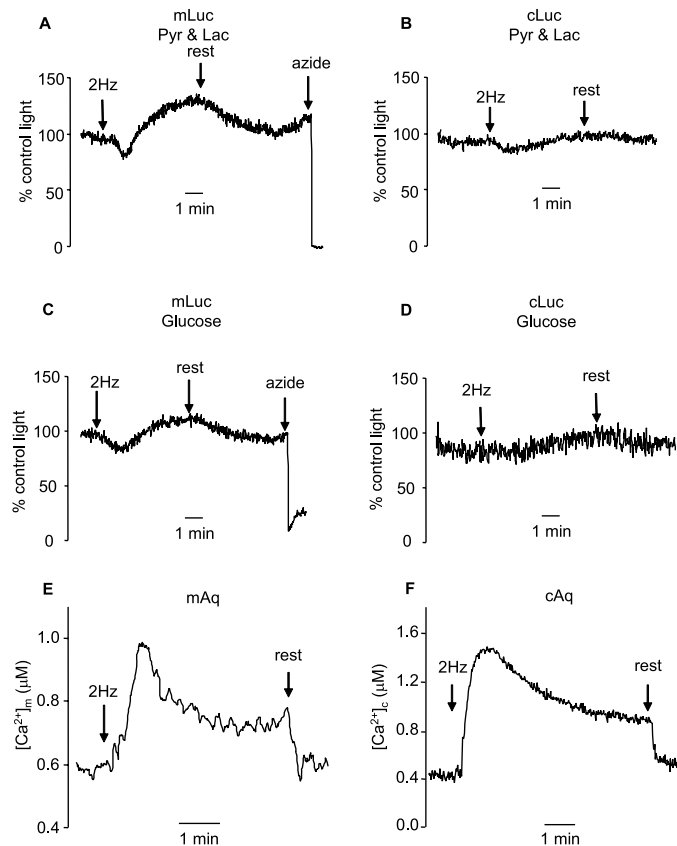 A
mLuc
Pyr & Lac
rest
2Hz
azide
150
100
50
0
% control light
1 min
B
cLuc
Pyr & Lac
2Hz
rest
150
100
50
0
% control light
1 min
C
mLuc
Glucose
2Hz
rest
azide
150
100
50
0
% control light
1 min
D
cLuc
Glucose
2Hz
rest
150
100
50
0
% control light
1 min
E
mAq
1.0
0.8
0.6
0.4
[Ca²⁺]m (µM)
2Hz
rest
1 min
F
cAq
1.6
1.2
0.8
0.4
0.0
[Ca²⁺]c (µM)
2Hz
rest
1 min